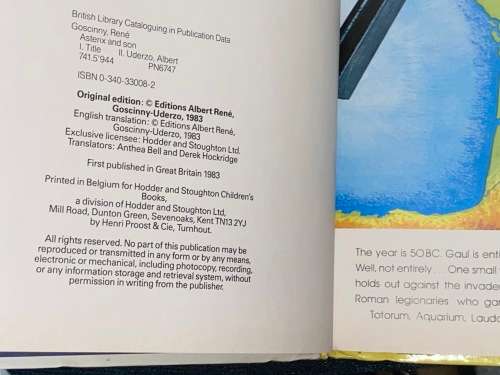 British Library Cataloguing in Publication Data
Goscinny, René
Asterix and son
I. Title II. Uderzo, Albert
741.5'944 PN6747
ISBN 0-340-33008-2
Original edition: © Editions Albert René,
Goscinny-Uderzo, 1983
English translation: © Editions Albert René,
Goscinny-Uderzo, 1983
Exclusive licensee: Hodder and Stoughton Ltd.
Translators: Anthea Bell and Derek Hockridge
First published in Great Britain 1983
Printed in Belgium for Hodder and Stoughton Children's
Books,
a division of Hodder and Stoughton Ltd,
Mill Road, Dunton Green, Sevenoaks, Kent TN13 2YJ
by Henri Proost & Cie, Turnhout.
All rights reserved. No part of this publication may be
reproduced or transmitted in any form or by any means,
electronic or mechanical, including photocopy, recording,
or any information storage and retrieval system, without
permission in writing from the publisher.
The year is 50BC. Gaul is enti
Well, not entirely... One small
holds out against the invade
Roman legionaries who ga
Totorum, Aquarium, Lauda